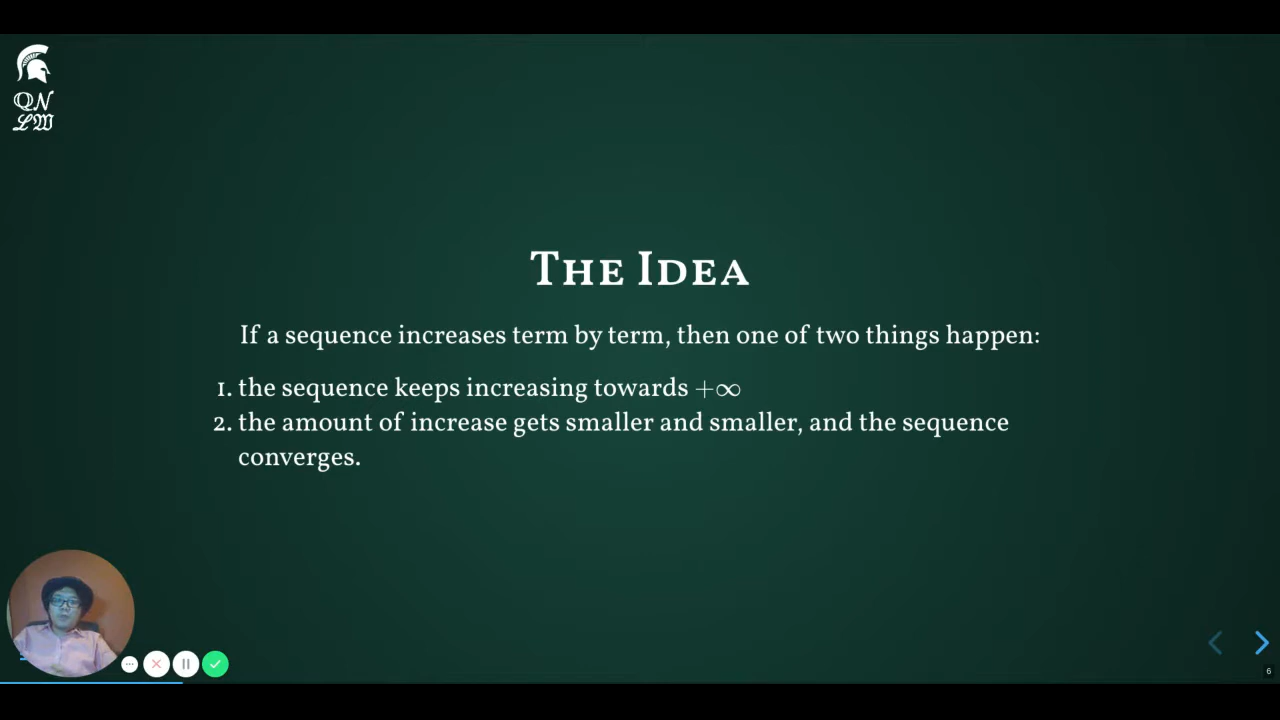 QN
LW
The Idea
If a sequence increases term by term, then one of two things happen:
1. the sequence keeps increasing towards +∞
2. the amount of increase gets smaller and smaller, and the sequence
converges.
6